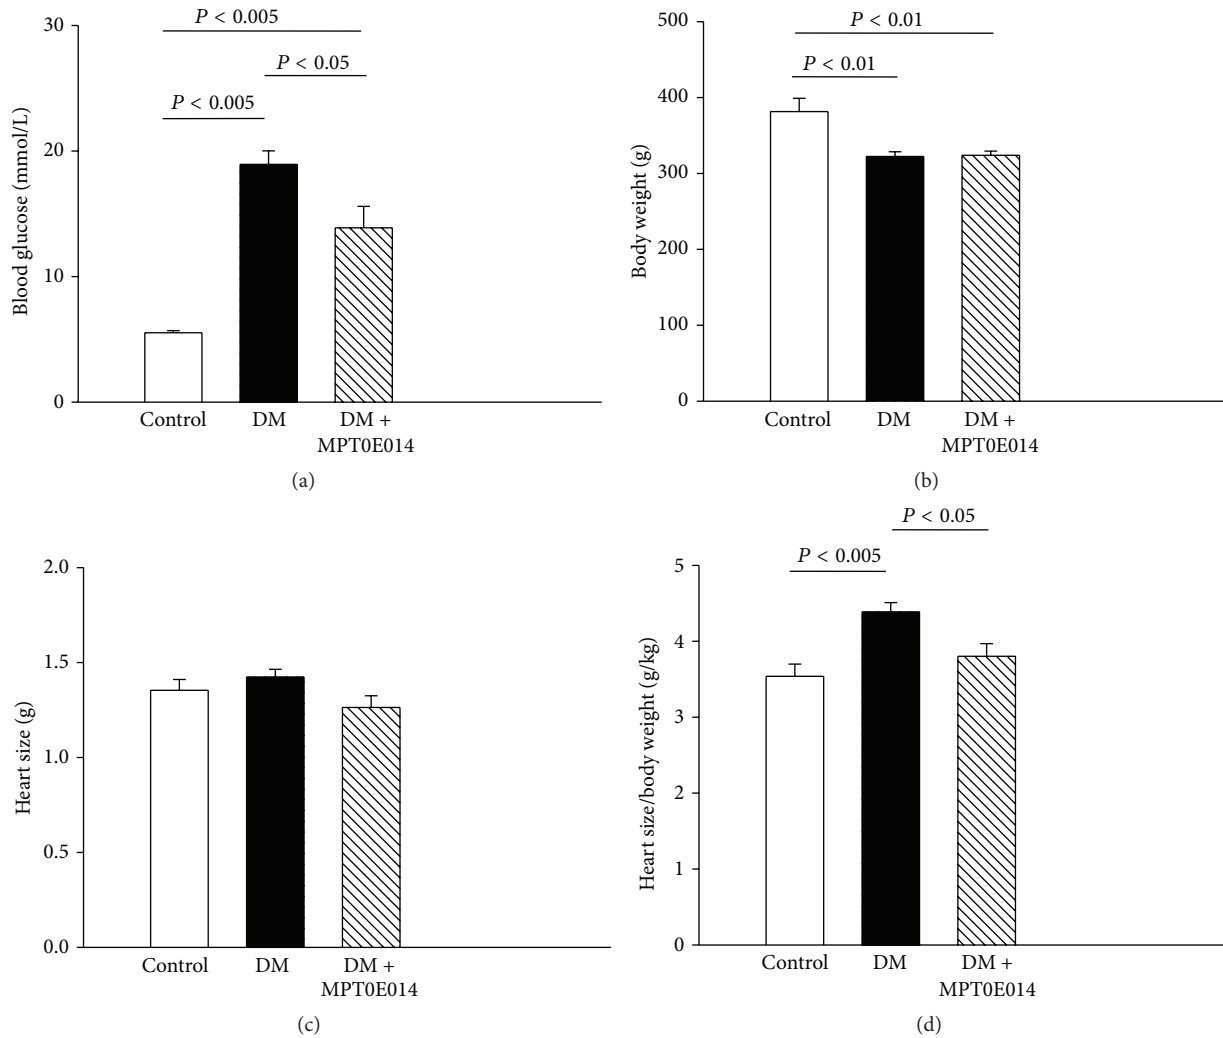 P < 0.005
P < 0.05
P < 0.005
30
20
10
0
Blood glucose (mmol/L)
Control
DM
DM +
MPT0E014
(a)
P < 0.01
P < 0.01
500
400
300
200
100
0
Body weight (g)
Control
DM
DM +
MPT0E014
(b)
2.0
1.5
1.0
0.5
0.0
Heart size (g)
Control
DM
DM +
MPT0E014
(c)
P < 0.05
P < 0.005
5
4
3
2
1
0
Heart size/body weight (g/kg)
Control
DM
DM +
MPT0E014
(d)